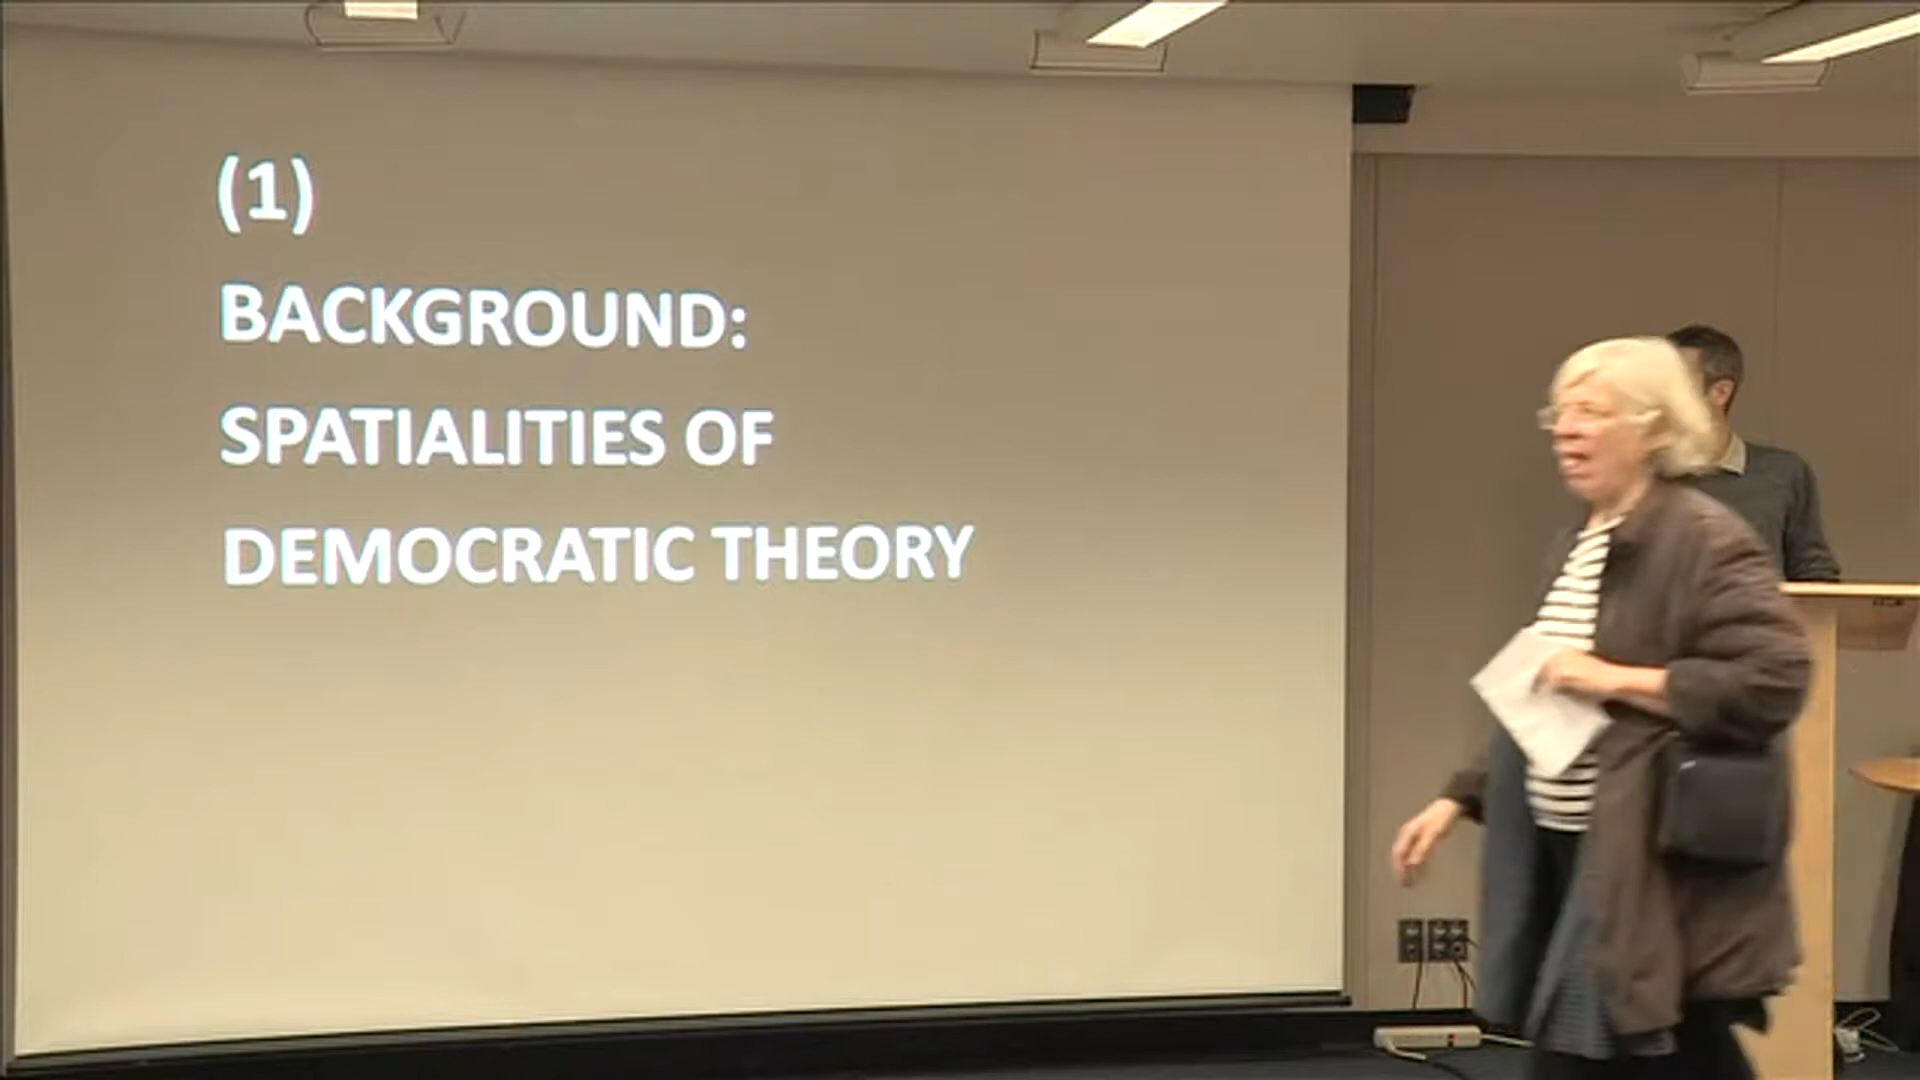 (1)
BACKGROUND:
SPATIALITIES OF
DEMOCRATIC THEORY